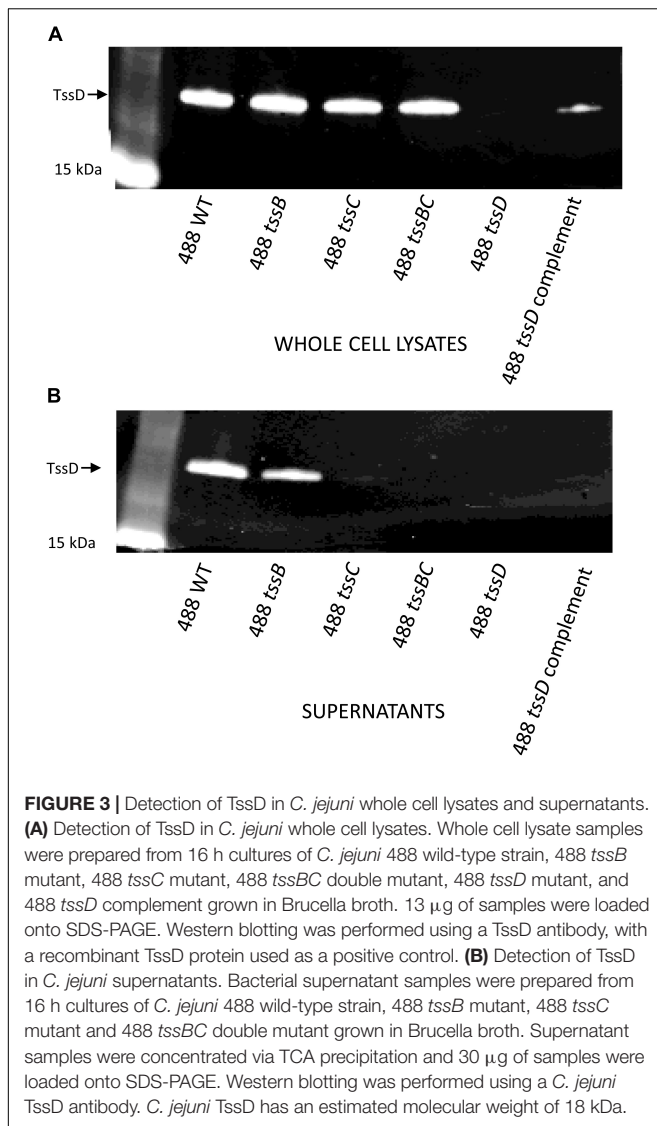 A
TssD
15 kDa
488 WT
488 tssB
488 tssC
488 tssBC
488 tssD
488 tssD complement
WHOLE CELL LYSATES
B
TssD
15 kDa
488 WT
488 tssB
488 tssC
488 tssBC
488 tssD
488 tssD complement
SUPERNATANTS
FIGURE 3 | Detection of TssD in C. jejuni whole cell lysates and supernatants.
(A) Detection of TssD in C. jejuni whole cell lysates. Whole cell lysate samples
were prepared from 16 h cultures of C. jejuni 488 wild-type strain, 488 tssB
mutant, 488 tssC mutant, 488 tssBC double mutant, 488 tssD mutant, and
488 tssD complement grown in Brucella broth. 13 μg of samples were loaded
onto SDS-PAGE. Western blotting was performed using a TssD antibody, with
a recombinant TssD protein used as a positive control. (B) Detection of TssD
in C. jejuni supernatants. Bacterial supernatant samples were prepared from
16 h cultures of C. jejuni 488 wild-type strain, 488 tssB mutant, 488 tssC
mutant and 488 tssBC double mutant grown in Brucella broth. Supernatant
samples were concentrated via TCA precipitation and 30 μg of samples were
loaded onto SDS-PAGE. Western blotting was performed using a C. jejuni
TssD antibody. C. jejuni TssD has an estimated molecular weight of 18 kDa.